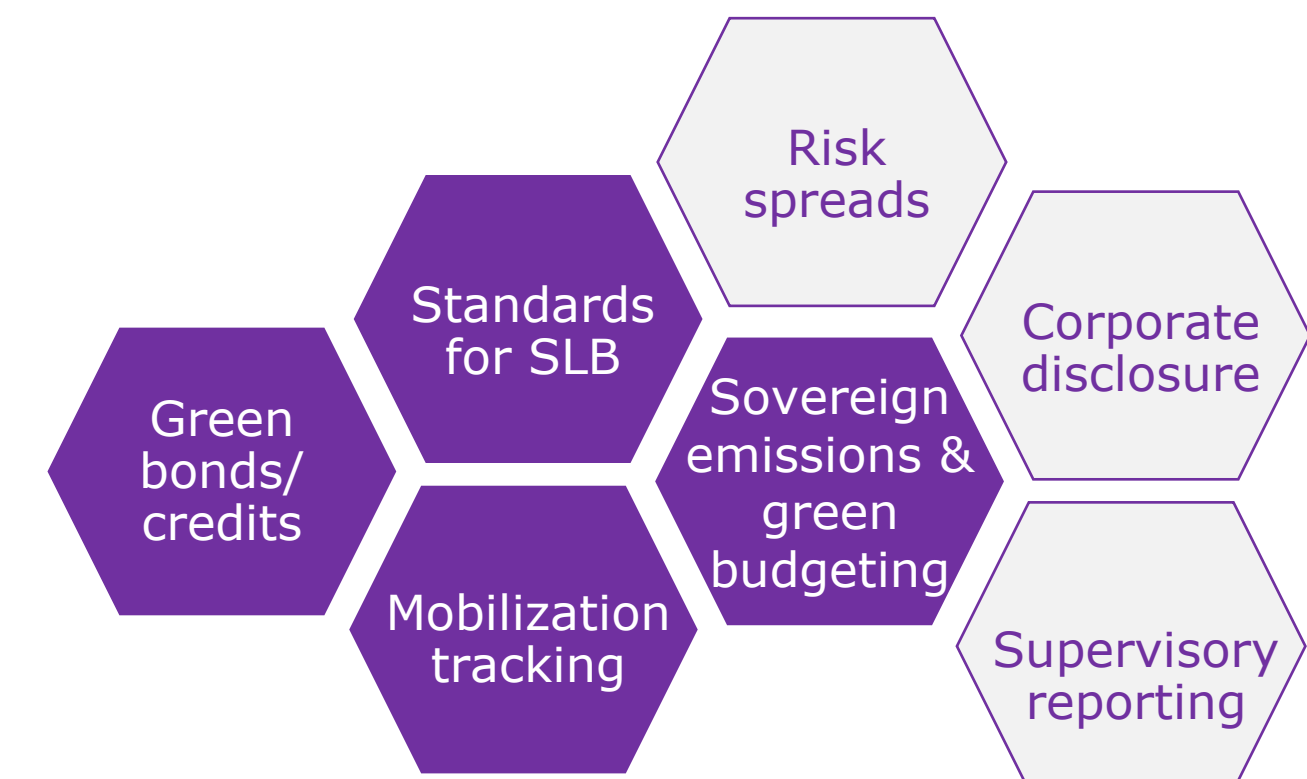 Risk
spreads
Standards
for SLB
Corporate
disclosure
Green
bonds/
credits
Sovereign
emissions &
green
budgeting
Mobilization
tracking
Supervisory
reporting